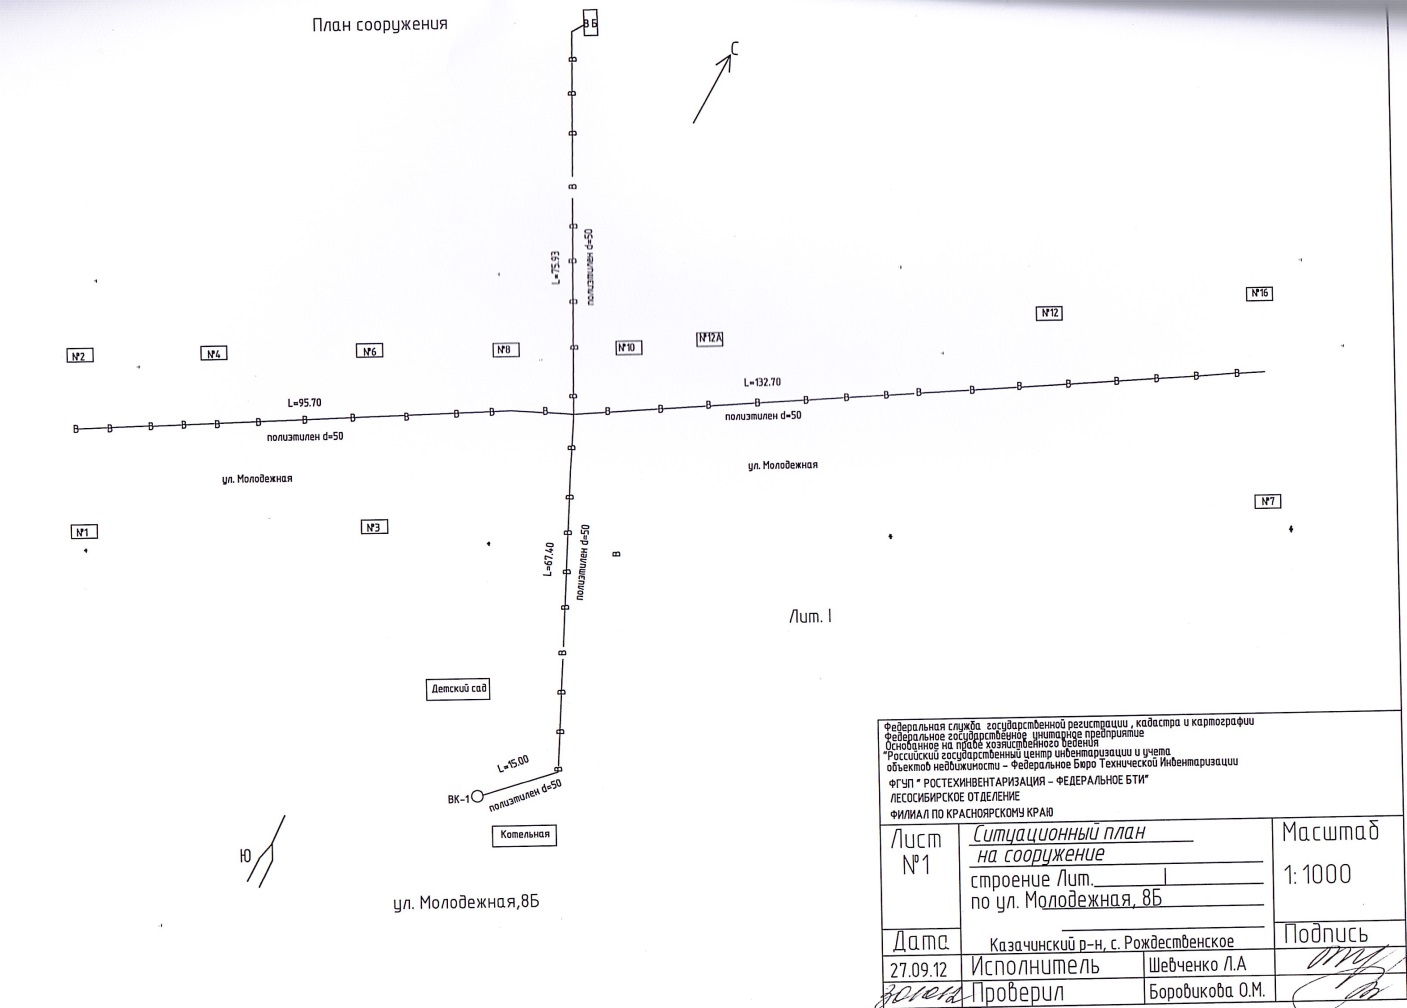 План сооружения
В Б
С
L=75.93
полиэтилен d=50
№2
№4
№6
№8
№10
№12А
№12
№16
L=95.70
полиэтилен d=50
L=132.70
полиэтилен d=50
ул. Молодежная
ул. Молодежная
№1
№3
№7
L=67.40
полиэтилен d=50
В
Лит. I
Детский сад
L=15.00
ВК-1
полиэтилен d=50
Котельная
Ю
ул. Молодежная,8Б
Федеральная служба государственной регистрации , кадастра и картографии
Федеральное государственное унитарное предприятие
Основанное на праве хозяйственного ведения
"Российский государственный центр инвентаризации и учета
объектов недвижимости - Федеральное Бюро Технической Инвентаризации
ФГУП " РОСТЕХИНВЕНТАРИЗАЦИЯ - ФЕДЕРАЛЬНОЕ БТИ"
ЛЕСОСИБИРСКОЕ ОТДЕЛЕНИЕ
ФИЛИАЛ ПО КРАСНОЯРСКОМУ КРАЮ
Лист
№1
Ситуационный план
на сооружение
строение Лит. I
по ул. Молодежная, 8Б
Масштаб
1: 1000
Дата
Казачинский р-н, с. Рождественское
Подпись
27.09.12
Исполнитель
Шевченко Л.А
Проверил
Боровикова О.М.